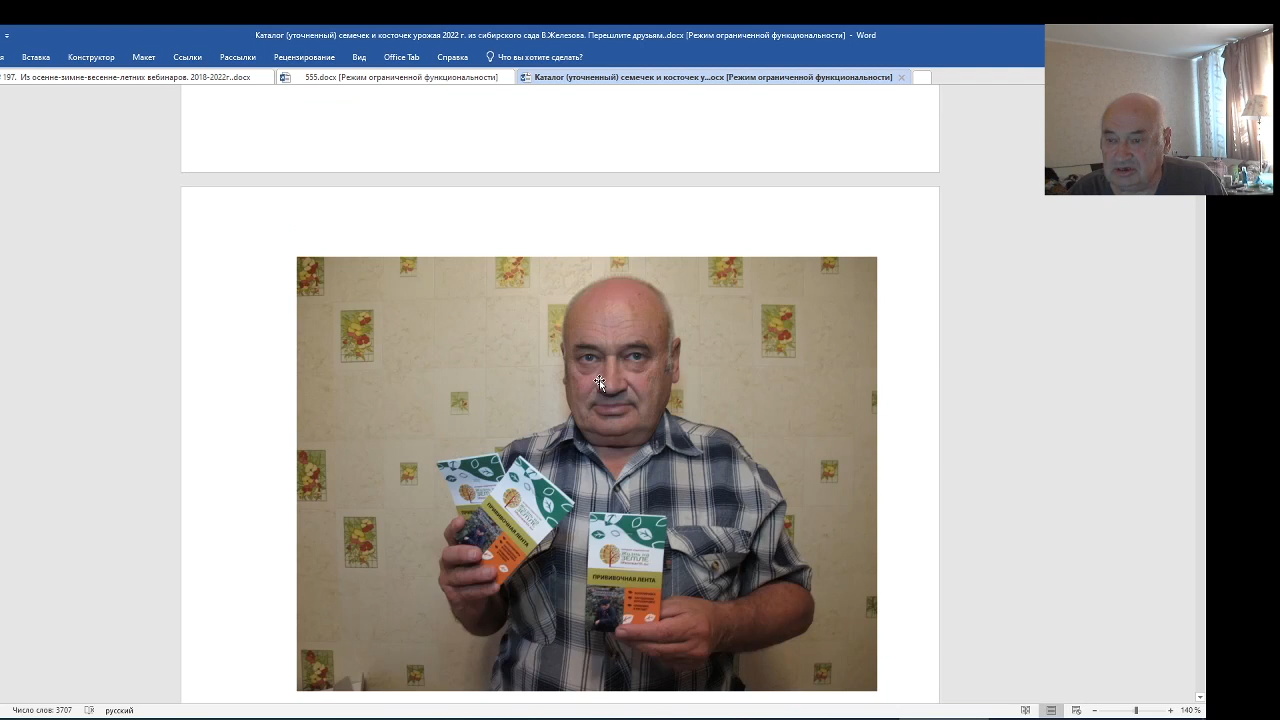 Каталог (уточненный) семечек и косточек урожая 2022 г. из сибирского сада В.Железова. Перешлите друзьям..docx [Режим ограниченной функциональности] - Word
я Вставка Конструктор Макет Ссылки Рассылки Рецензирование Вид Office Tab Справка Что вы хотите сделать?
197. Из осенне-зимне-весенне-летних вебинаров. 2018-2022г..docx
555.docx [Режим ограниченной функциональности]
Каталог (уточненный) семечек и косточек у...осх [Режим ограниченной функциональности]
ПРИВИВОЧНАЯ ЛЕНТА
ЗЕМЛЕ
ПРИВИВОЧНАЯ ЛЕНТА
Число слов: 3707 русский 140 %